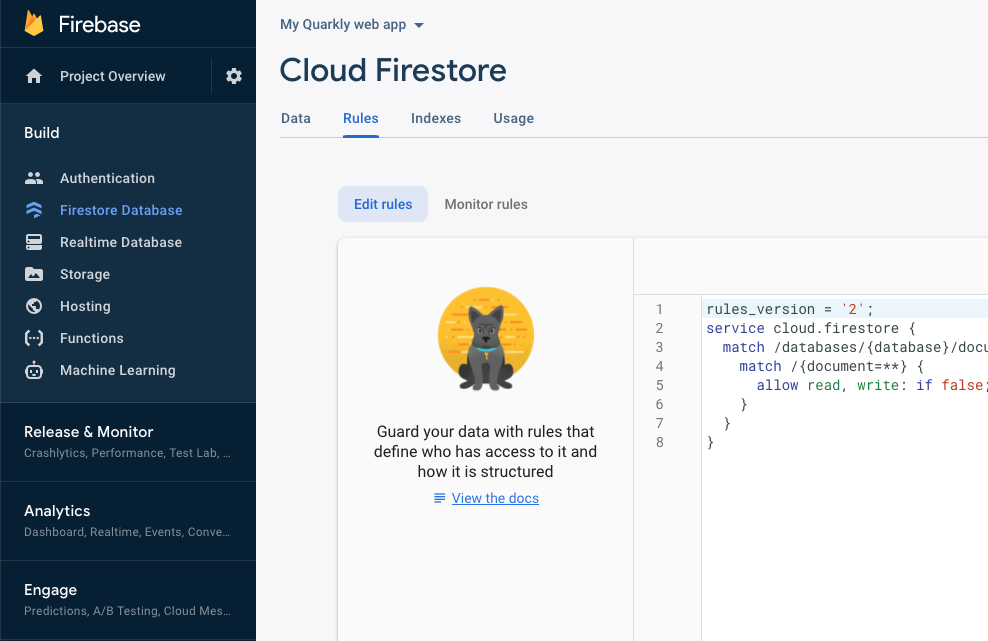 Firebase
Project Overview
Build
Authentication
Firestore Database
Realtime Database
Storage
Hosting
Functions
Machine Learning
Release & Monitor
Crashlytics, Performance, Test Lab, ...
Analytics
Dashboard, Realtime, Events, Conve...
Engage
Predictions, A/B Testing, Cloud Mes...
My Quarkly web app
Cloud Firestore
Data Rules Indexes Usage
Edit rules Monitor rules
Guard your data with rules that
define who has access to it and
how it is structured
View the docs
1 rules_version = '2';
2 service cloud.firestore {
3 match /databases/{database}/docu
4 match /{document=**} {
5 allow read, write: if false;
6 }
7 }
8 }